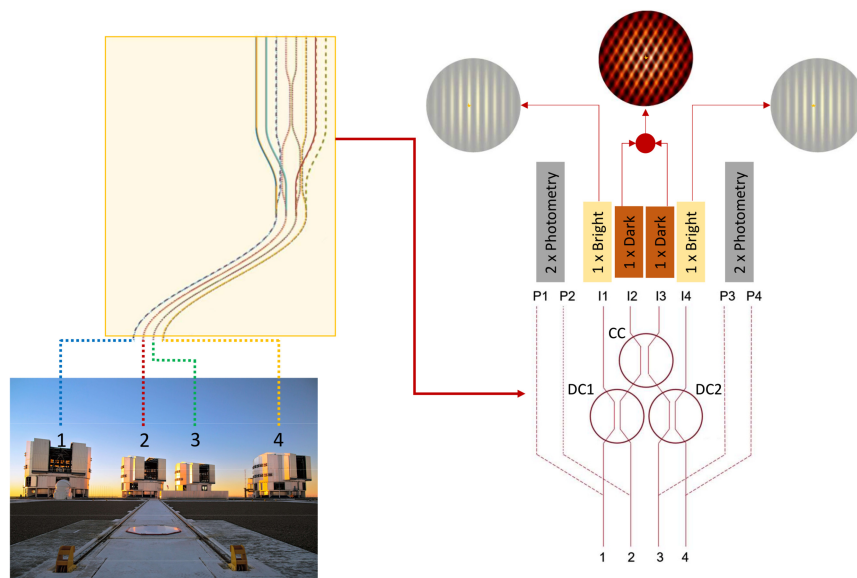 1 2 3 4
2 x Photometry
1 x Bright
1 x Dark
1 x Dark
1 x Bright
2 x Photometry
P1 P2 I1 I2 I3 I4 P3 P4
CC
DC1 DC2
1 2 3 4